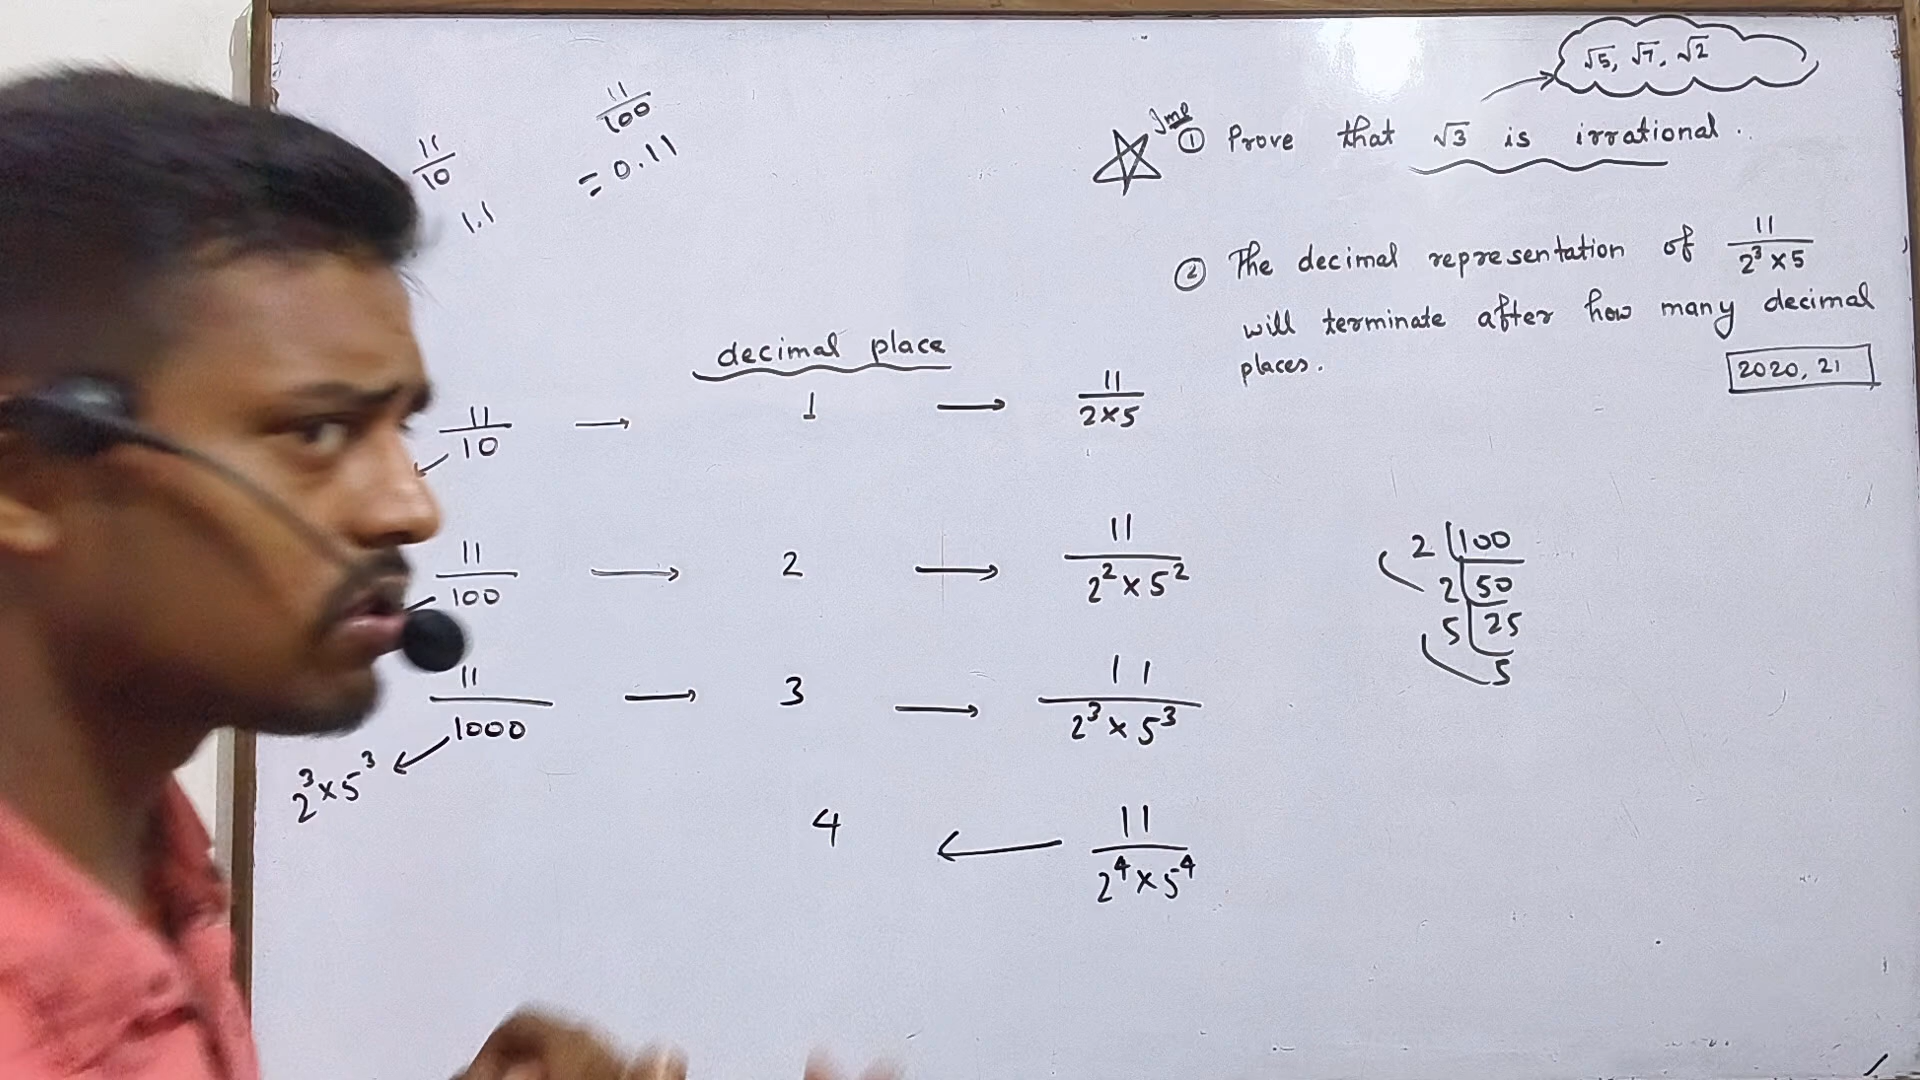 √5, √7, √2
Imp
① Prove that √3 is irrational.
② The decimal representation of 11/2³×5
will terminate after how many decimal
places.
2020, 21
11/10
1.1
11/100
= 0.11
decimal place
11/10 → 1 → 11/2×5
11/100 → 2 → 11/2²×5²
11/1000 → 3 → 11/2³×5³
2³×5³
4 ← 11/2⁴×5⁴
2 100
2 50
5 25
5